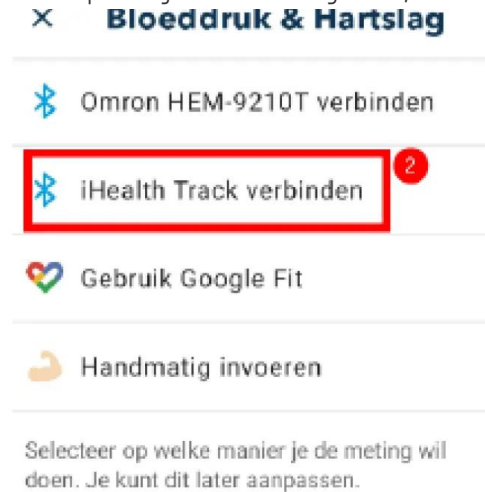 × Bloeddruk & Hartslag
Omron HEM-9210T verbinden
iHealth Track verbinden
2
Gebruik Google Fit
Handmatig invoeren
Selecteer op welke manier je de meting wil
doen. Je kunt dit later aanpassen.